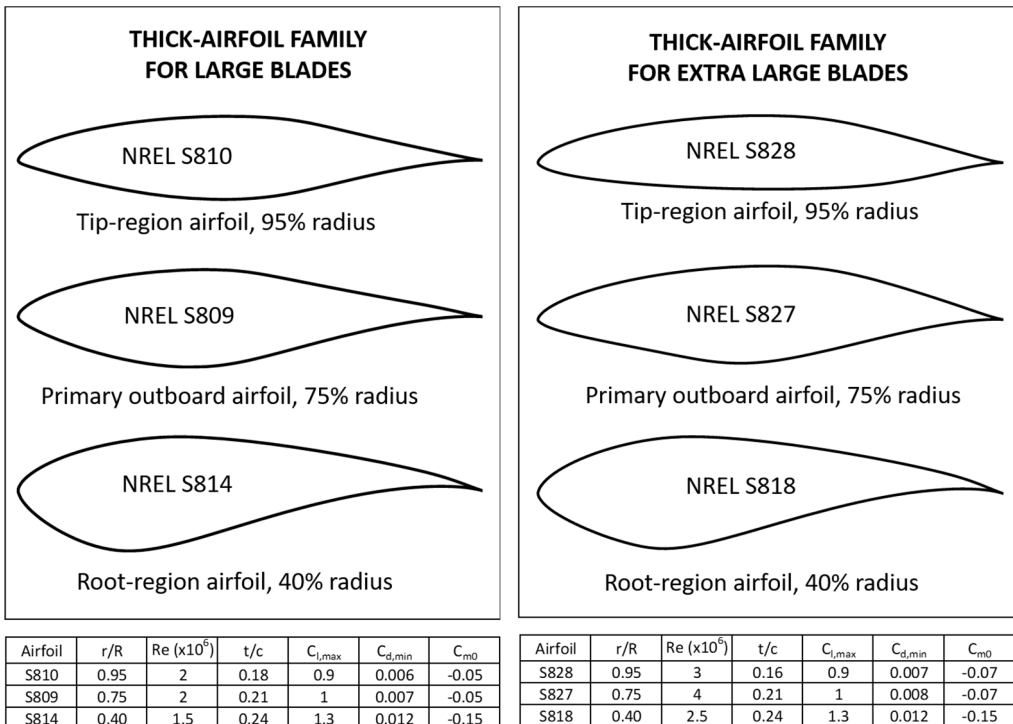 THICK-AIRFOIL FAMILY
FOR LARGE BLADES
NREL S810
Tip-region airfoil, 95% radius
NREL S809
Primary outboard airfoil, 75% radius
NREL S814
Root-region airfoil, 40% radius
Airfoil r/R Re (x10⁶) t/c C_l,max C_d,min C_m0
S810 0.95 2 0.18 0.9 0.006 -0.05
S809 0.75 2 0.21 1 0.007 -0.05
S814 0.40 1.5 0.24 1.3 0.012 -0.15
THICK-AIRFOIL FAMILY
FOR EXTRA LARGE BLADES
NREL S828
Tip-region airfoil, 95% radius
NREL S827
Primary outboard airfoil, 75% radius
NREL S818
Root-region airfoil, 40% radius
Airfoil r/R Re (x10⁶) t/c C_l,max C_d,min C_m0
S828 0.95 3 0.16 0.9 0.007 -0.07
S827 0.75 4 0.21 1 0.008 -0.07
S818 0.40 2.5 0.24 1.3 0.012 -0.15